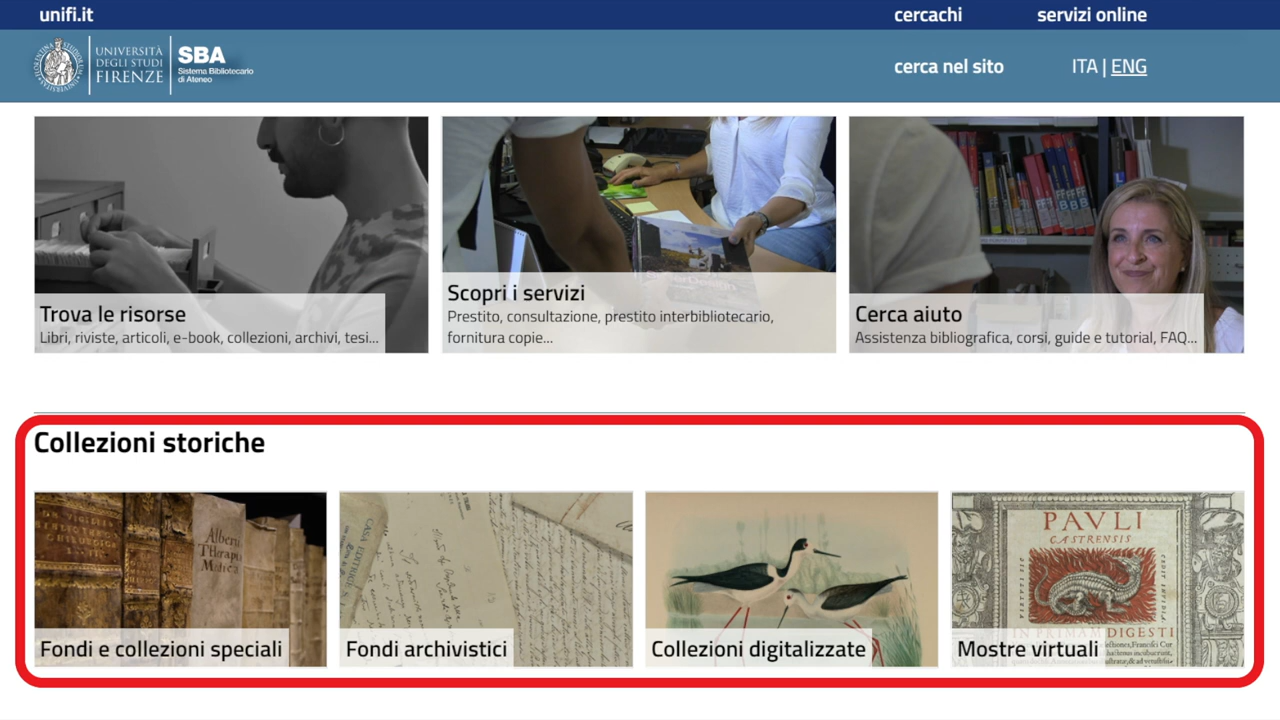 unifi.it
cercachi
servizi online
UNIVERSITÀ
DEGLI STUDI
FIRENZE
SBA
Sistema Bibliotecario
di Ateneo
cerca nel sito
ITA | ENG
Trova le risorse
Libri, riviste, articoli, e-book, collezioni, archivi, tesi...
Scopri i servizi
Prestito, consultazione, prestito interbibliotecario,
fornitura copie...
Cerca aiuto
Assistenza bibliografica, corsi, guide e tutorial, FAQ...
Collezioni storiche
Fondi e collezioni speciali
Fondi archivistici
Collezioni digitalizzate
Mostre virtuali
PAVLI
CASTRENSIS
IN PRIMAM DIGESTI